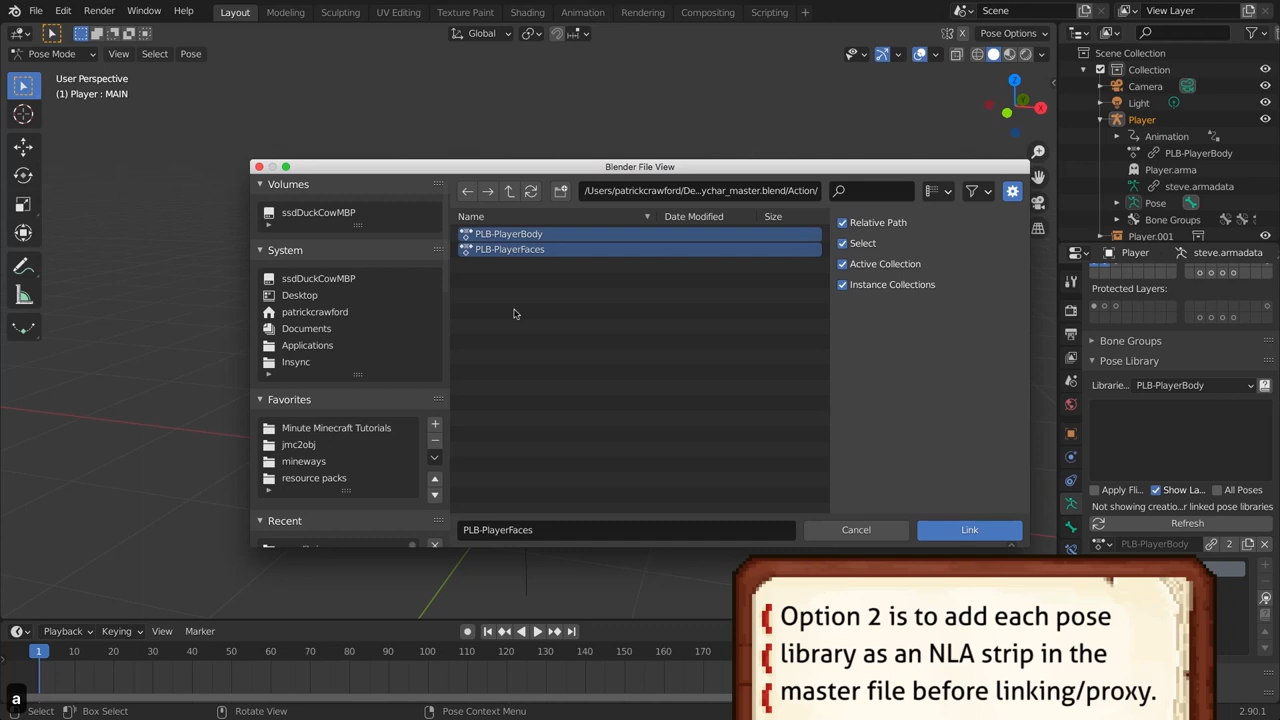 File Edit Render Window Help Layout Modeling Sculpting UV Editing Texture Paint Shading Animation Rendering Compositing Scripting + Scene View Layer
Global Pose Options
Pose Mode View Select Pose
User Perspective
(1) Player : MAIN
Scene Collection
Collection
Camera
Light
Player
Animation
PLB-PlayerBody
Player.arma
steve.armadata
Pose
Bone Groups
Player.001
Z
Y
X
Blender File View
Volumes
ssdDuckCowMBP
System
ssdDuckCowMBP
Desktop
patrickcrawford
Documents
Applications
Insync
Favorites
Minute Minecraft Tutorials
jmc2obj
mineways
resource packs
Recent
/Users/patrickcrawford/De...ychar_master.blend/Action/
Name Date Modified Size
PLB-PlayerBody
PLB-PlayerFaces
Relative Path
Select
Active Collection
Instance Collections
PLB-PlayerFaces Cancel Link
Player steve.armadata
Protected Layers:
Bone Groups
Pose Library
Librarie... PLB-PlayerBody
Apply Fli... Show La... All Poses
Not showing creation...r linked pose libraries
Refresh
PLB-PlayerBody 2
Option 2 is to add each pose
library as an NLA strip in the
master file before linking/proxy.
Playback Keying View Marker
1 10 20 30 40 50 60 70 80 90 100 110 120 130 140 150 160 170
a
Select Box Select Rotate View Pose Context Menu 2.90.1